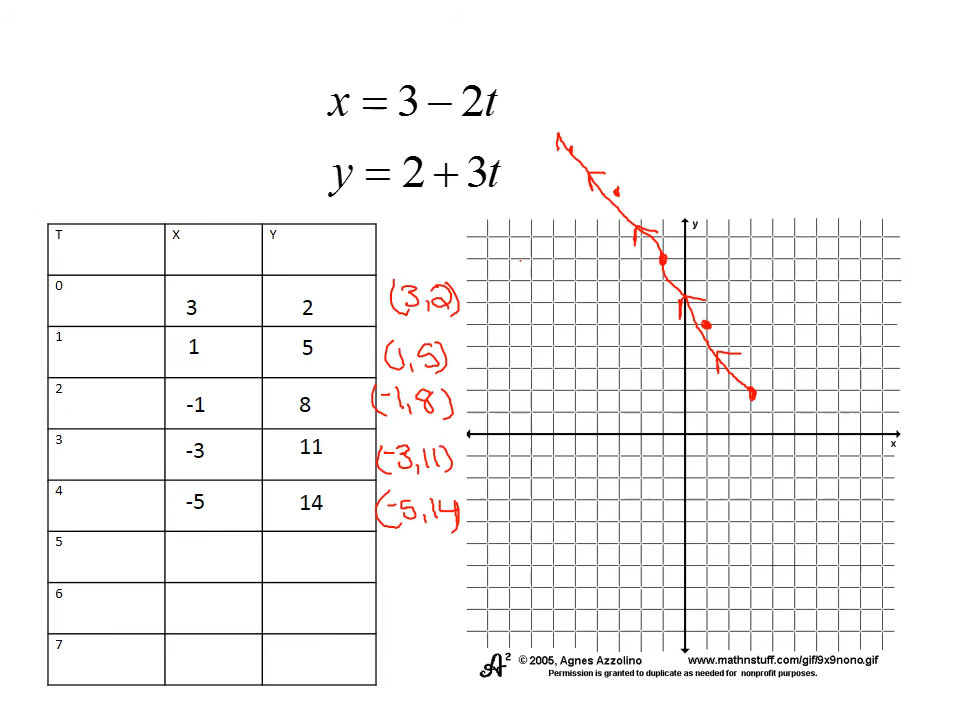 x = 3 − 2t
y = 2 + 3t
T X Y
0 3 2 (3,2)
1 1 5 (1,5)
2 -1 8 (-1,8)
3 -3 11 (-3,11)
4 -5 14 (-5,14)
5
6
7
y
x
A² © 2005, Agnes Azzolino www.mathnstuff.com/gif/9x9nono.gif
Permission is granted to duplicate as needed for nonprofit purposes.